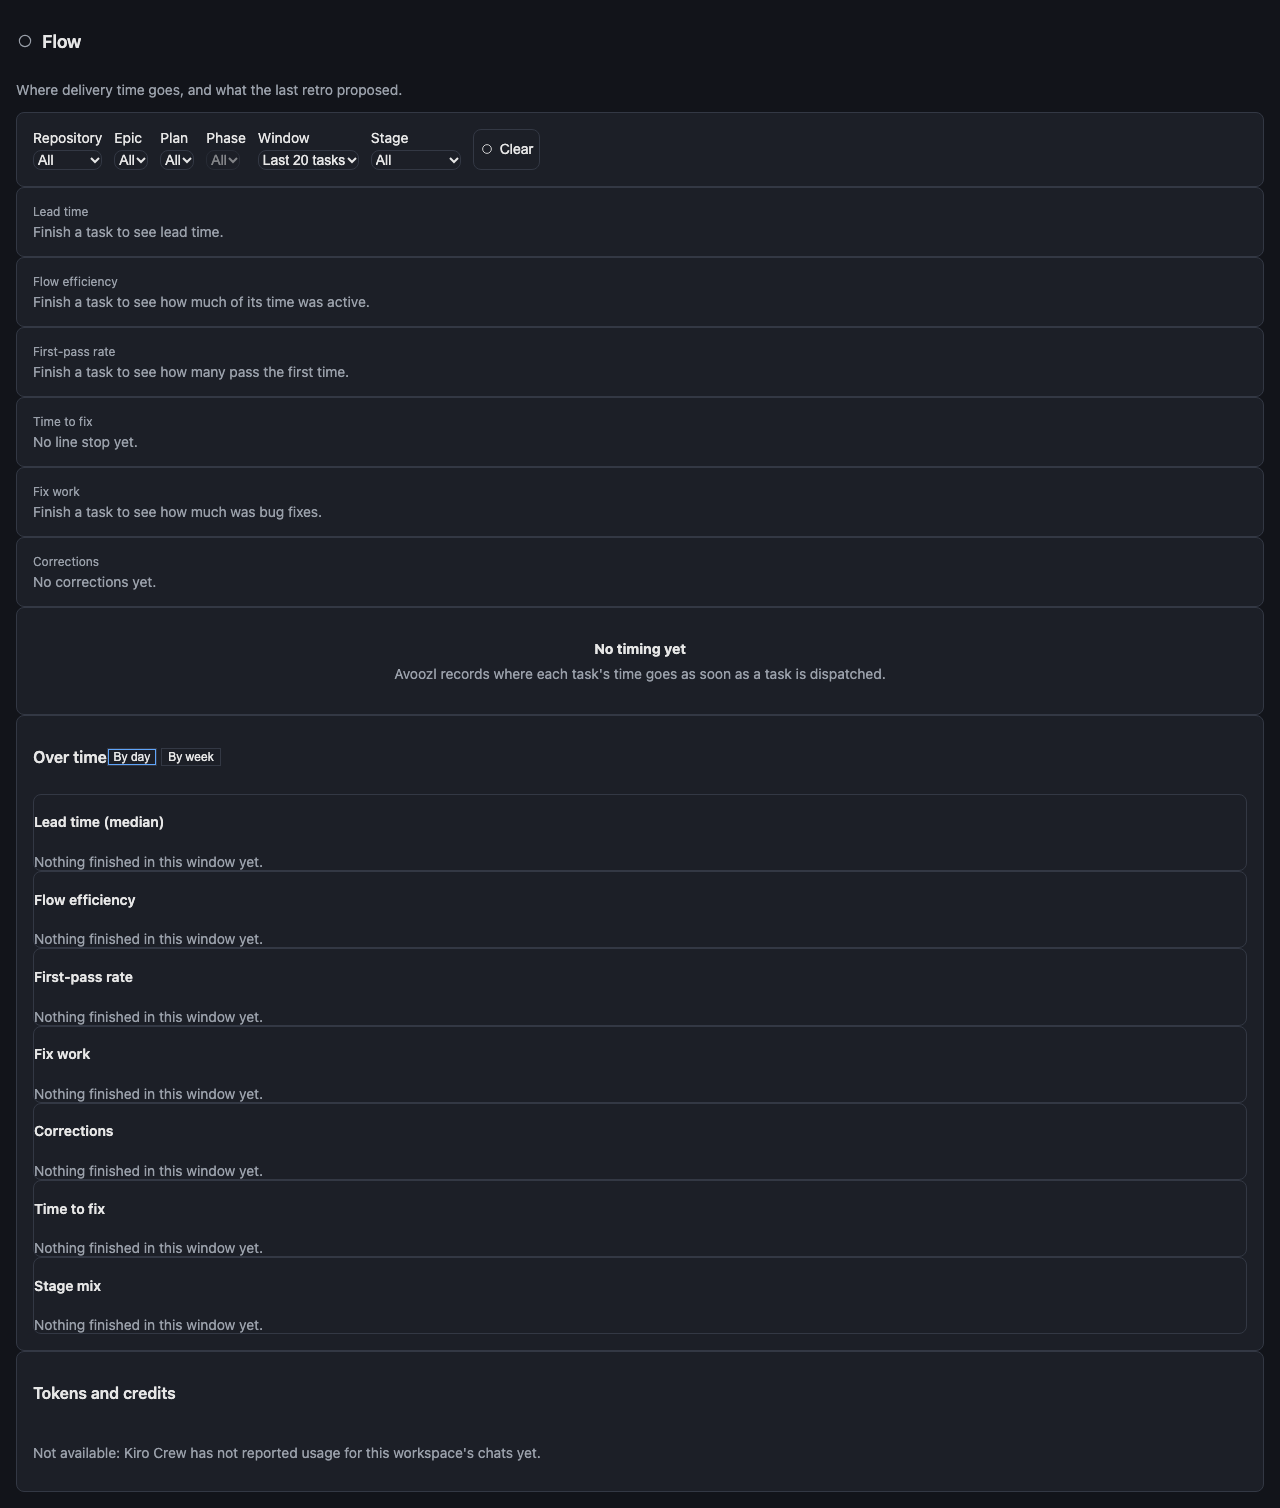 Flow
Where delivery time goes, and what the last retro proposed.
Repository Epic Plan Phase Window Stage
All All All All Last 20 tasks All Clear
Lead time
Finish a task to see lead time.
Flow efficiency
Finish a task to see how much of its time was active.
First-pass rate
Finish a task to see how many pass the first time.
Time to fix
No line stop yet.
Fix work
Finish a task to see how much was bug fixes.
Corrections
No corrections yet.
No timing yet
Avoozl records where each task's time goes as soon as a task is dispatched.
Over time By day By week
Lead time (median)
Nothing finished in this window yet.
Flow efficiency
Nothing finished in this window yet.
First-pass rate
Nothing finished in this window yet.
Fix work
Nothing finished in this window yet.
Corrections
Nothing finished in this window yet.
Time to fix
Nothing finished in this window yet.
Stage mix
Nothing finished in this window yet.
Tokens and credits
Not available: Kiro Crew has not reported usage for this workspace's chats yet.